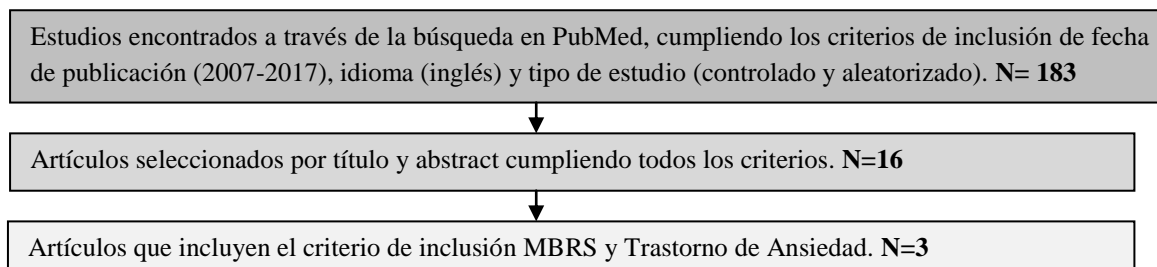 Estudios encontrados a través de la búsqueda en PubMed, cumpliendo los criterios de inclusión de fecha
de publicación (2007-2017), idioma (inglés) y tipo de estudio (controlado y aleatorizado). N= 183
Artículos seleccionados por título y abstract cumpliendo todos los criterios. N=16
Artículos que incluyen el criterio de inclusión MBRS y Trastorno de Ansiedad. N=3